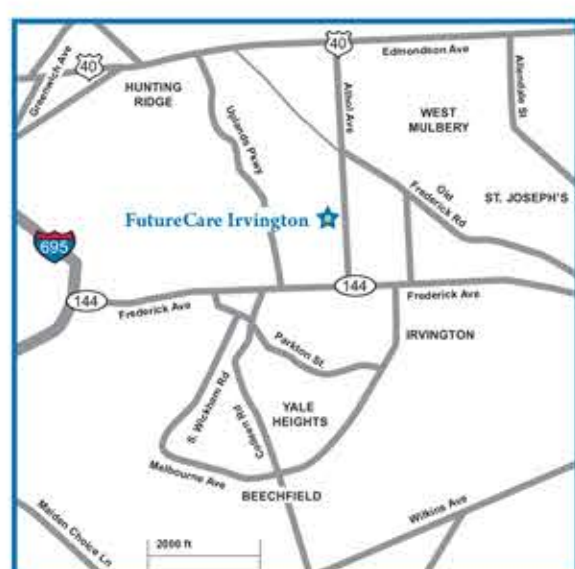 40
Edmondson Ave
Greenwich Ave
40
HUNTING
RIDGE
Uplands Pkwy
Athol Ave
Allendale St
WEST
MULBERY
Old
Frederick Rd
ST. JOSEPH'S
FutureCare Irvington
695
144
Frederick Ave
144
Frederick Ave
IRVINGTON
Parkton St.
S. Wickham Rd
Colleen Rd
YALE
HEIGHTS
Melbourne Ave
BEECHFIELD
Wilkins Ave
Maiden Choice Ln
2000 ft